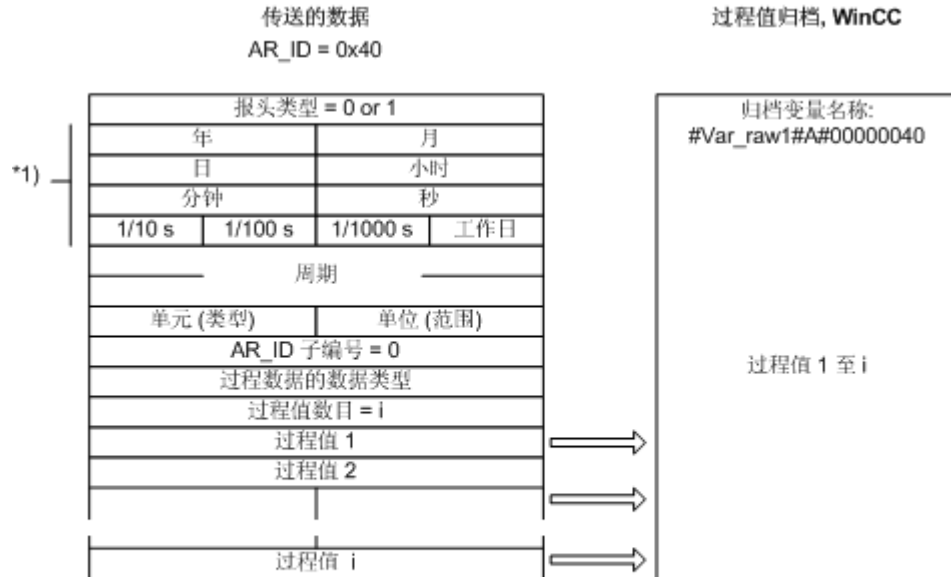 传送的数据
AR_ID = 0x40
过程值归档, WinCC
报头类型 = 0 or 1
年 月
*1)
日 小时
分钟 秒
1/10 s 1/100 s 1/1000 s 工作日
周期
单元 (类型) 单位 (范围)
AR_ID 子编号 = 0
过程数据的数据类型
过程值数目 = i
过程值 1
过程值 2
过程值 i
归档变量名称:
#Var_raw1#A#00000040
过程值 1 至 i